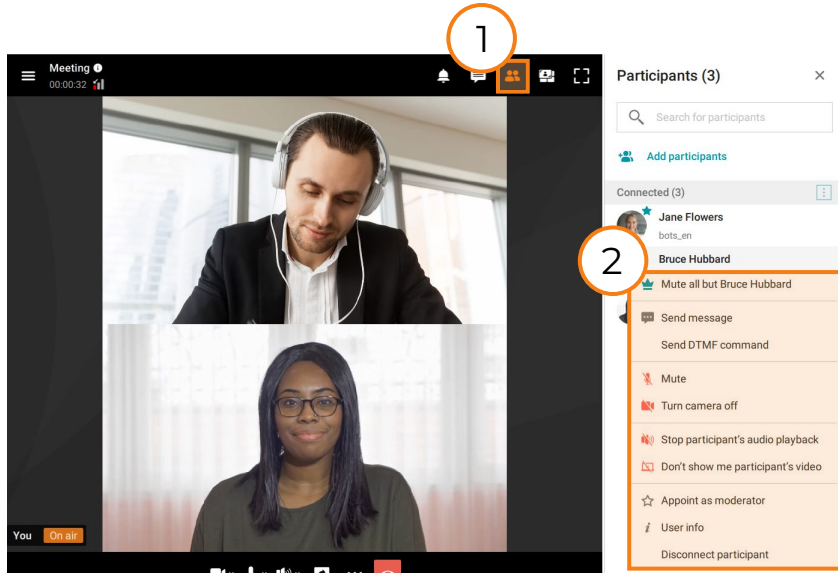 1
Meeting
00:00:32
Participants (3)
Search for participants
Add participants
Connected (3)
Jane Flowers
bots_en
Bruce Hubbard
2
Mute all but Bruce Hubbard
Send message
Send DTMF command
Mute
Turn camera off
Stop participant's audio playback
Don't show me participant's video
Appoint as moderator
User info
Disconnect participant
You On air